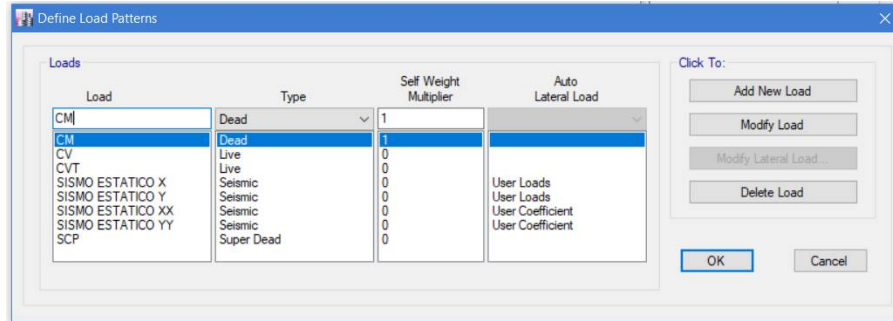 Define Load Patterns
Loads
Click To:
Load Type Self Weight Multiplier Auto Lateral Load
CM Dead 1
CM Dead 1
CV Live 0
CVT Live 0
SISMO ESTATICO X Seismic 0 User Loads
SISMO ESTATICO Y Seismic 0 User Loads
SISMO ESTATICO XX Seismic 0 User Coefficient
SISMO ESTATICO YY Seismic 0 User Coefficient
SCP Super Dead 0
Add New Load
Modify Load
Modify Lateral Load...
Delete Load
OK Cancel